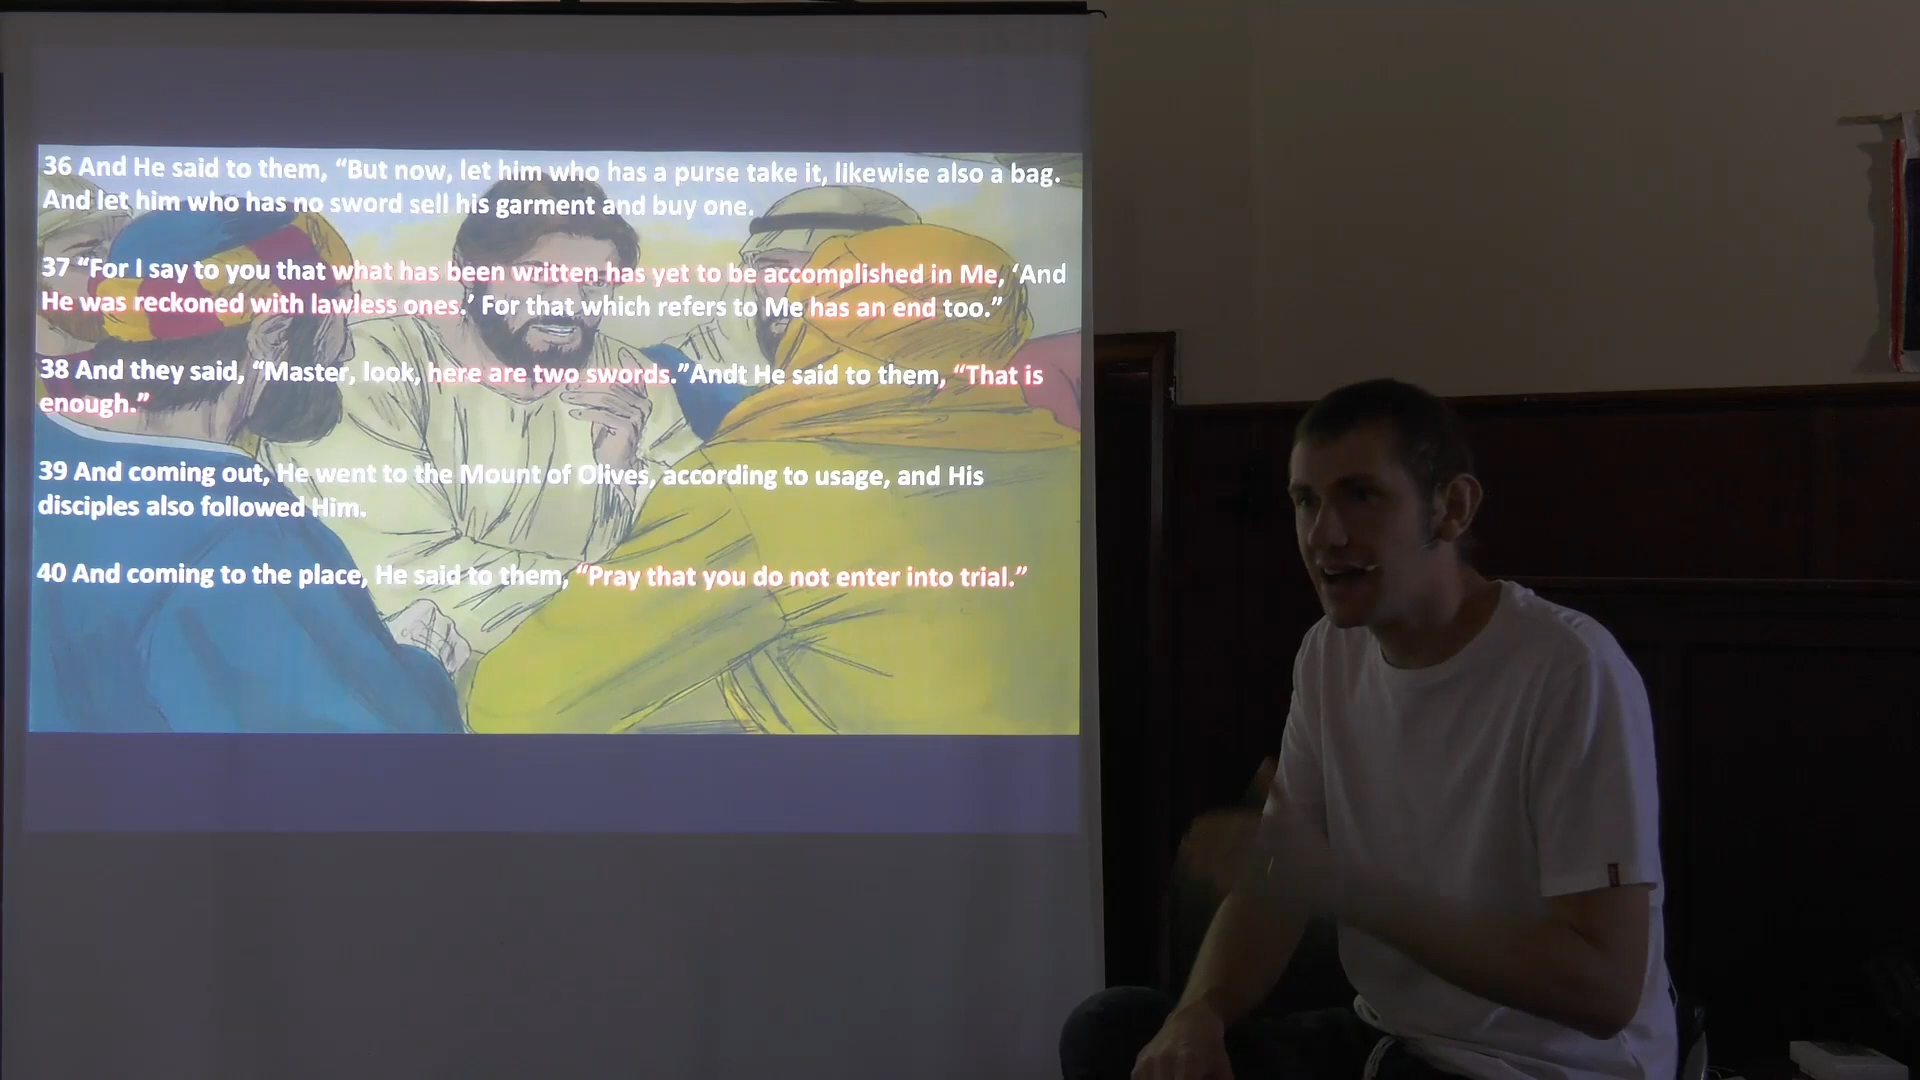 36 And He said to them, “But now, let him who has a purse take it, likewise also a bag.
And let him who has no sword sell his garment and buy one.
37 “For I say to you that what has been written has yet to be accomplished in Me, ‘And
He was reckoned with lawless ones.’ For that which refers to Me has an end too.”
38 And they said, “Master, look, here are two swords.”Andt He said to them, “That is
enough.”
39 And coming out, He went to the Mount of Olives, according to usage, and His
disciples also followed Him.
40 And coming to the place, He said to them, “Pray that you do not enter into trial.”